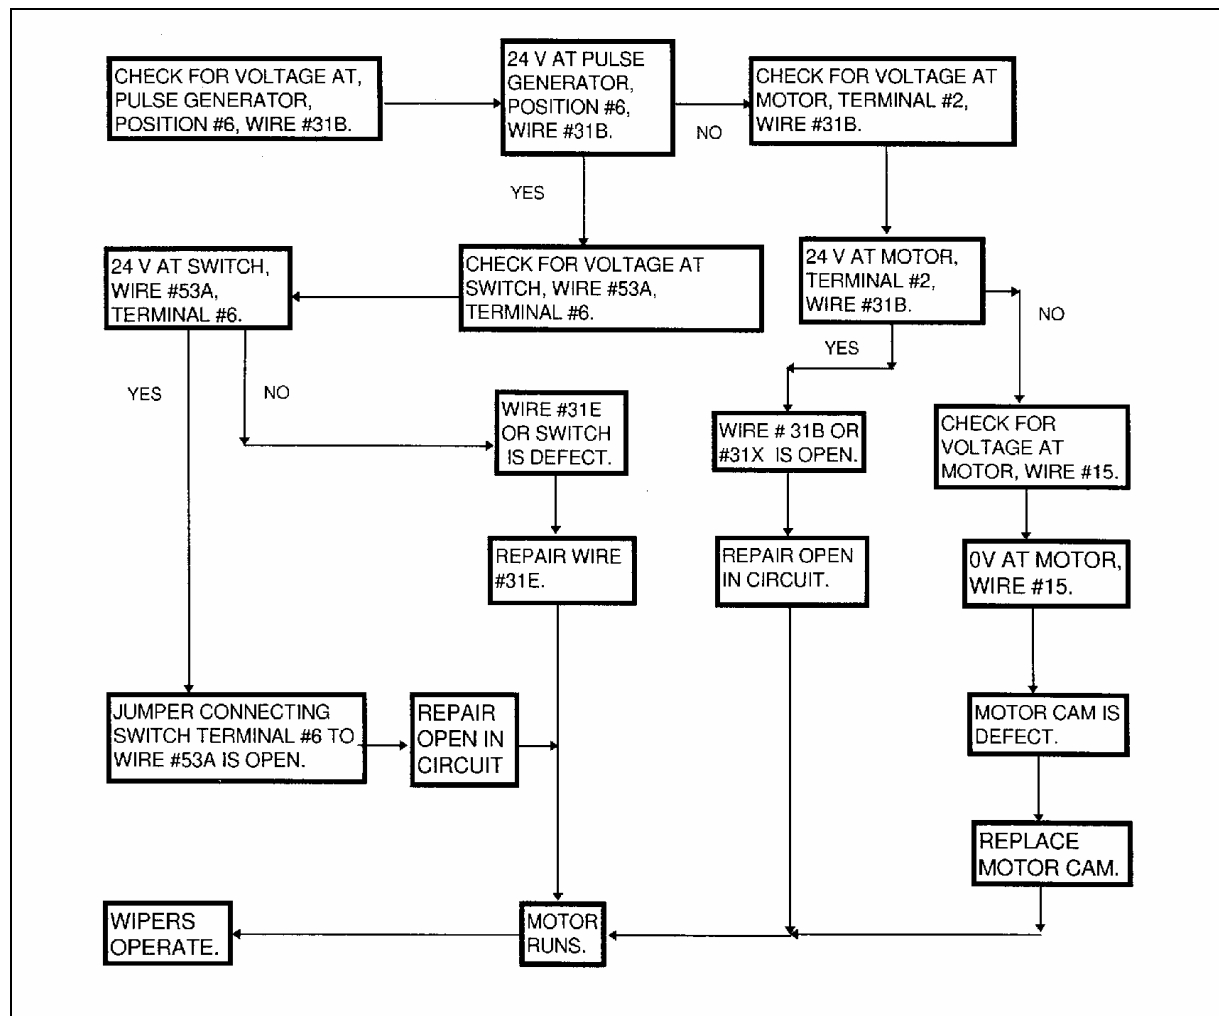 CHECK FOR VOLTAGE AT,
PULSE GENERATOR,
POSITION #6, WIRE #31B.
24 V AT PULSE
GENERATOR,
POSITION #6,
WIRE #31B.
NO
CHECK FOR VOLTAGE AT
MOTOR, TERMINAL #2,
WIRE #31B.
YES
24 V AT SWITCH,
WIRE #53A,
TERMINAL #6.
CHECK FOR VOLTAGE AT
SWITCH, WIRE #53A,
TERMINAL #6.
24 V AT MOTOR,
TERMINAL #2,
WIRE #31B.
NO
YES
YES
NO
WIRE #31E
OR SWITCH
IS DEFECT.
WIRE # 31B OR
#31X IS OPEN.
CHECK FOR
VOLTAGE AT
MOTOR, WIRE #15.
REPAIR WIRE
#31E.
REPAIR OPEN
IN CIRCUIT.
0V AT MOTOR,
WIRE #15.
JUMPER CONNECTING
SWITCH TERMINAL #6 TO
WIRE #53A IS OPEN.
REPAIR
OPEN IN
CIRCUIT
MOTOR CAM IS
DEFECT.
REPLACE
MOTOR CAM.
WIPERS
OPERATE.
MOTOR
RUNS.